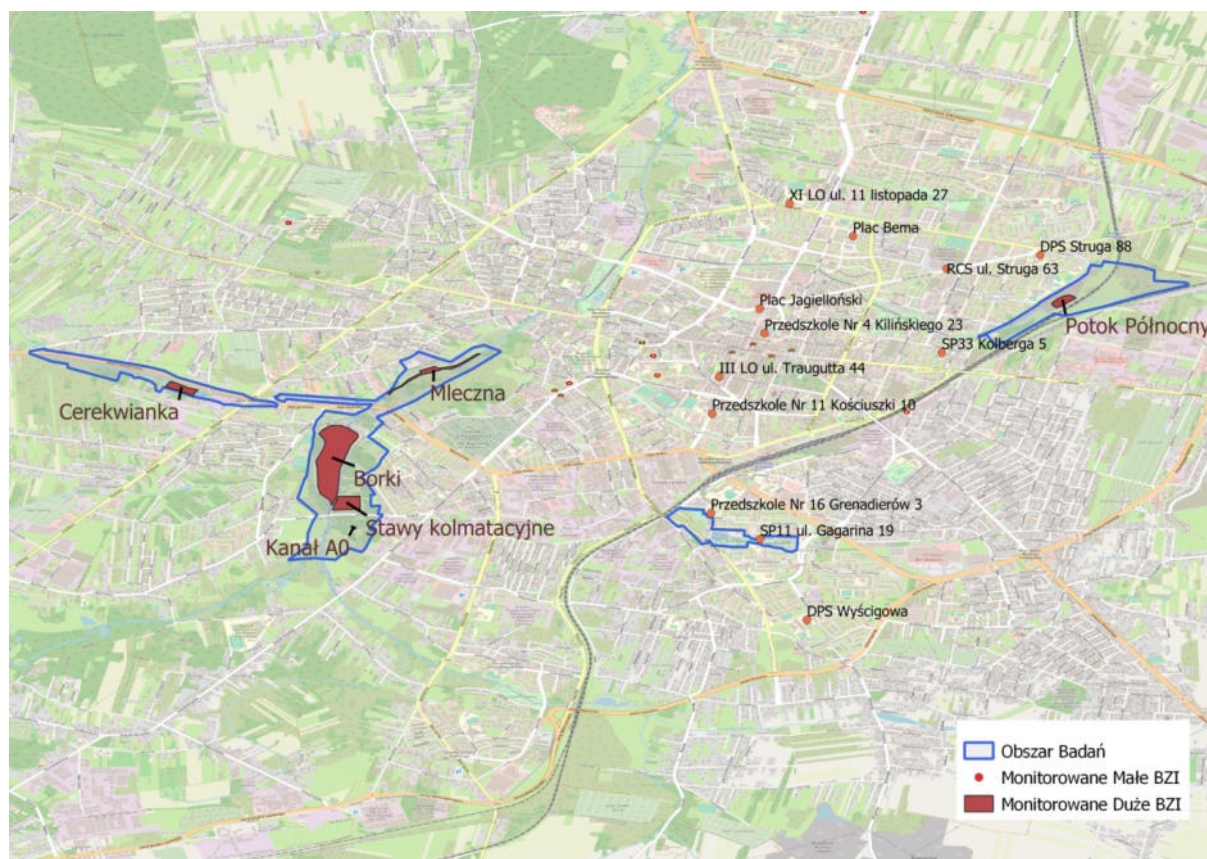 XI LO ul. 11 listopada 27
Plac Bema
DPS Struga 88
RCS ul. Struga 63
Plac Jagielloński
Potok Północny
Przedszkole Nr 4 Kilińskiego 23
SP33 Kolberga 5
III LO ul. Traugutta 44
Mleczna
Cerekwianka
Przedszkole Nr 11 Kościuszki 10
Borki
Stawy kolmatacyjne
Przedszkole Nr 16 Grenadierów 3
SP11 ul. Gagarina 19
Kanał A0
DPS Wyścigowa
Obszar Badań
Monitorowane Małe BZI
Monitorowane Duże BZI